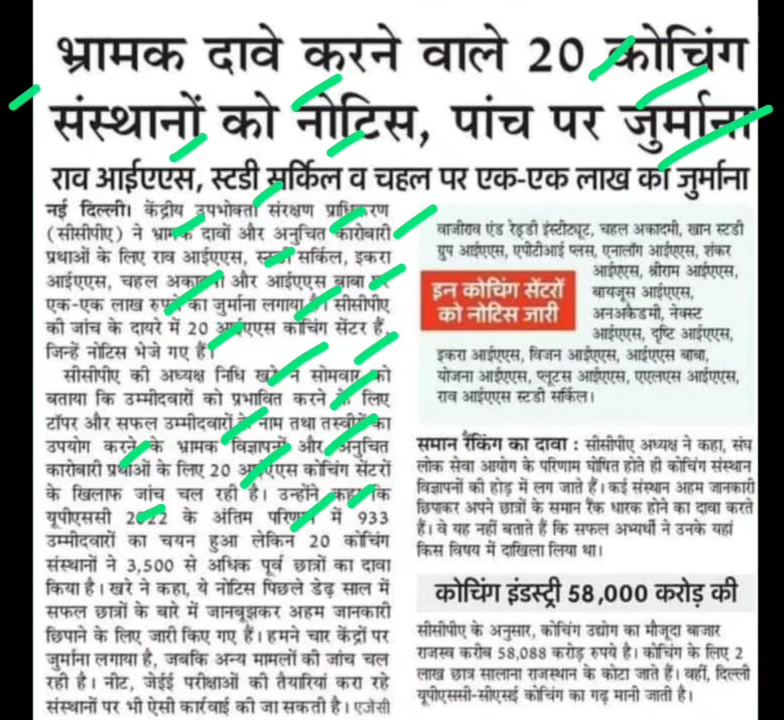 भ्रामक दावे करने वाले 20 कोचिंग
संस्थानों को नोटिस, पांच पर जुर्माना
राव आईएएस, स्टडी सर्किल व चहल पर एक-एक लाख का जुर्माना
नई दिल्ली। केंद्रीय उपभोक्ता संरक्षण प्राधिकरण
(सीसीपीए) ने भ्रामक दावों और अनुचित कारोबारी
प्रथाओं के लिए राव आईएएस, स्टडी सर्किल, इकरा
आईएएस, चहल अकादमी और आईएएस बाबा पर
एक-एक लाख रुपये का जुर्माना लगाया है। सीसीपीए
की जांच के दायरे में 20 आईएएस कोचिंग सेंटर हैं,
जिन्हें नोटिस भेजे गए हैं।
सीसीपीए की अध्यक्ष निधि खरे ने सोमवार को
बताया कि उम्मीदवारों को प्रभावित करने के लिए
टॉपर और सफल उम्मीदवारों के नाम तथा तस्वीरों का
उपयोग करने के भ्रामक विज्ञापनों और अनुचित
कारोबारी प्रथाओं के लिए 20 आईएएस कोचिंग सेंटरों
के खिलाफ जांच चल रही है। उन्होंने कहा कि
यूपीएससी 2022 के अंतिम परिणाम में 933
उम्मीदवारों का चयन हुआ लेकिन 20 कोचिंग
संस्थानों ने 3,500 से अधिक पूर्व छात्रों का दावा
किया है। खरे ने कहा, ये नोटिस पिछले डेढ़ साल में
सफल छात्रों के बारे में जानबूझकर अहम जानकारी
छिपाने के लिए जारी किए गए हैं। हमने चार केंद्रों पर
जुर्माना लगाया है, जबकि अन्य मामलों की जांच चल
रही है। नीट, जेईई परीक्षाओं की तैयारियां करा रहे
संस्थानों पर भी ऐसी कार्रवाई की जा सकती है। एजेंसी
वाजीराव एंड रेड्डी इंस्टीट्यूट, चहल अकादमी, खान स्टडी
ग्रुप आईएएस, एपीटीआई प्लस, एनालॉग आईएएस, शंकर
आईएएस, श्रीराम आईएएस,
बायजूस आईएएस,
अनअकैडमी, नेक्स्ट
आईएएस, दृष्टि आईएएस,
इन कोचिंग सेंटरों
को नोटिस जारी
इकरा आईएएस, विजन आईएएस, आईएएस बाबा,
योजना आईएएस, प्लूटस आईएएस, एएलएस आईएएस,
राव आईएएस स्टडी सर्किल।
समान रैंकिंग का दावा : सीसीपीए अध्यक्ष ने कहा, संघ
लोक सेवा आयोग के परिणाम घोषित होते ही कोचिंग संस्थान
विज्ञापनों की होड़ में लग जाते हैं। कई संस्थान अहम जानकारी
छिपाकर अपने छात्रों के समान रैंक धारक होने का दावा करते
हैं। वे यह नहीं बताते हैं कि सफल अभ्यर्थी ने उनके यहां
किस विषय में दाखिला लिया था।
कोचिंग इंडस्ट्री 58,000 करोड़ की
सीसीपीए के अनुसार, कोचिंग उद्योग का मौजूदा बाजार
राजस्व करीब 58,088 करोड़ रुपये है। कोचिंग के लिए 2
लाख छात्र सालाना राजस्थान के कोटा जाते हैं। वहीं, दिल्ली
यूपीएससी-सीएसई कोचिंग का गढ़ मानी जाती है।